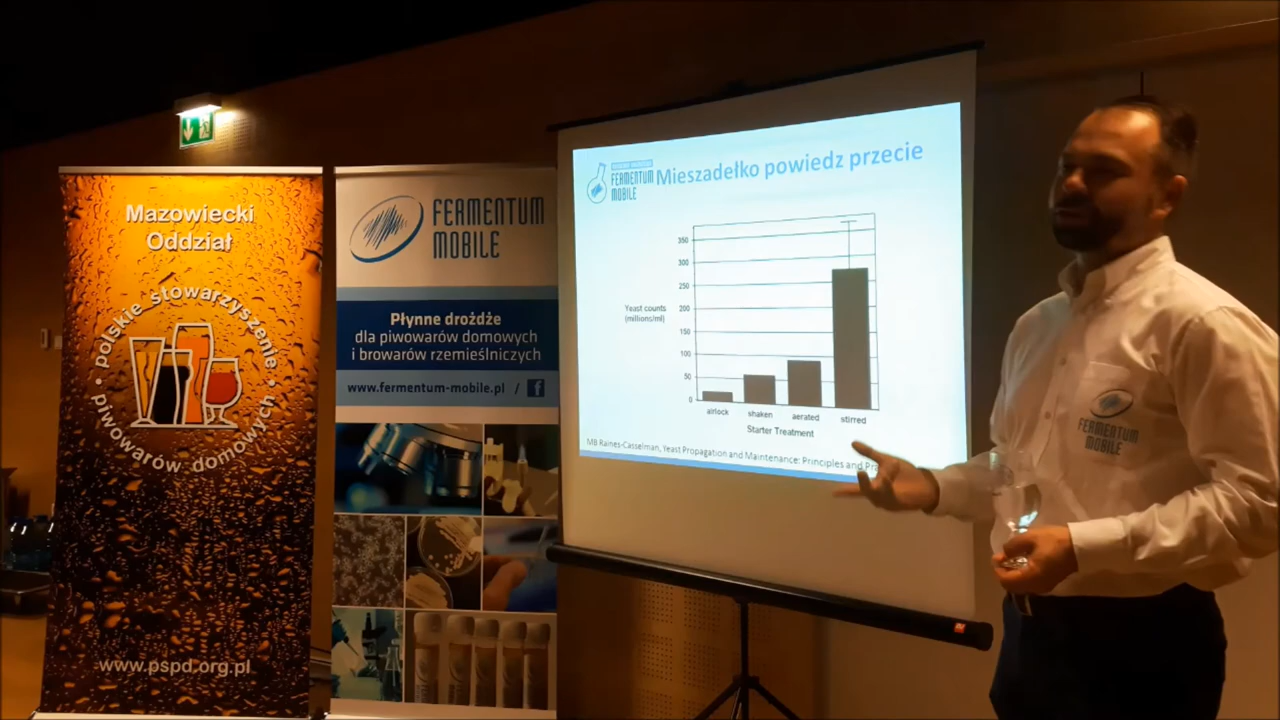 Mazowiecki
Oddział
• polskie stowarzyszenie •
piwowarów domowych
www.pspd.org.pl
FERMENTUM
MOBILE
Płynne drożdże
dla piwowarów domowych
i browarów rzemieślniczych
www.fermentum-mobile.pl / f
FERMENTUM
MOBILE
Mieszadełko powiedz przecie
350
300
250
200
150
100
50
0
Yeast counts
(millions/ml)
airlock shaken aerated stirred
Starter Treatment
MB Raines-Casselman, Yeast Propagation and Maintenance: Principles and
FERMENTUM
MOBILE